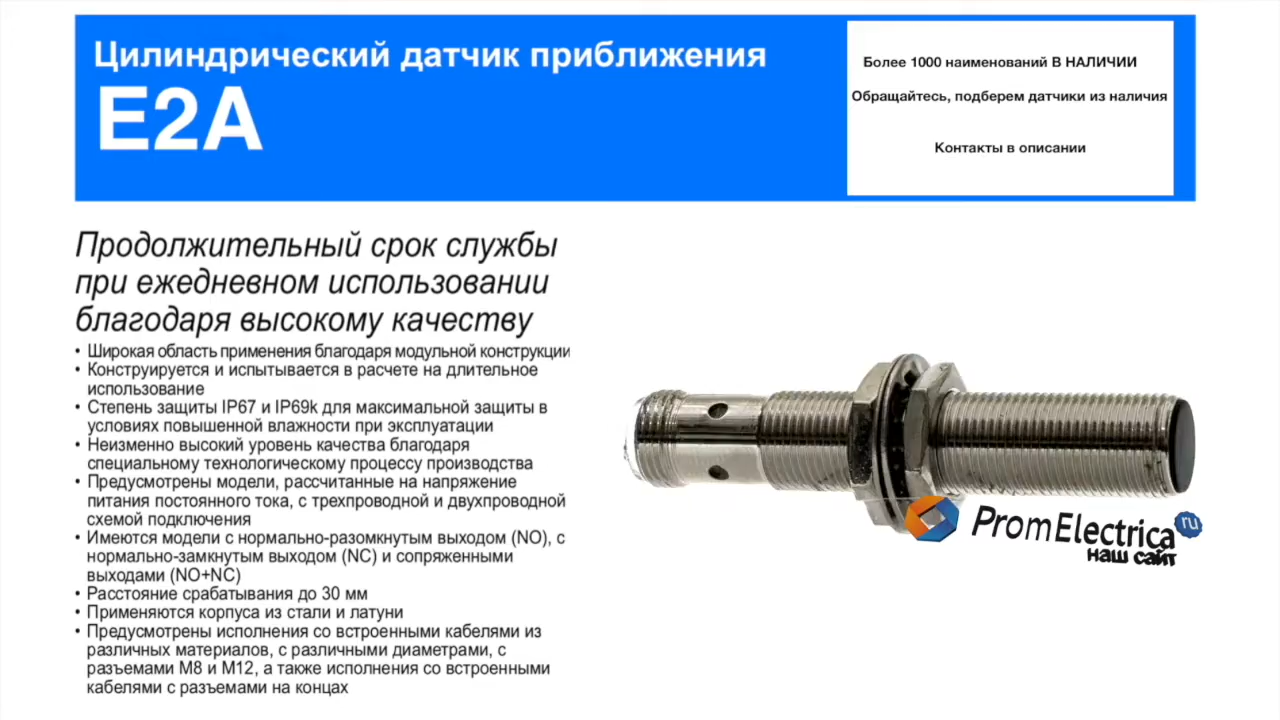 Цилиндрический датчик приближения
E2A
Более 1000 наименований В НАЛИЧИИ
Обращайтесь, подберем датчики из наличия
Контакты в описании
Продолжительный срок службы
при ежедневном использовании
благодаря высокому качеству
• Широкая область применения благодаря модульной конструкции
• Конструируется и испытывается в расчете на длительное
использование
• Степень защиты IP67 и IP69k для максимальной защиты в
условиях повышенной влажности при эксплуатации
• Неизменно высокий уровень качества благодаря
специальному технологическому процессу производства
• Предусмотрены модели, рассчитанные на напряжение
питания постоянного тока, с трехпроводной и двухпроводной
схемой подключения
• Имеются модели с нормально-разомкнутым выходом (NO), с
нормально-замкнутым выходом (NC) и сопряженными
выходами (NO+NC)
• Расстояние срабатывания до 30 мм
• Применяются корпуса из стали и латуни
• Предусмотрены исполнения со встроенными кабелями из
различных материалов, с различными диаметрами, с
разъемами M8 и M12, а также исполнения со встроенными
кабелями с разъемами на концах
PromElectrica ru
наш сайт